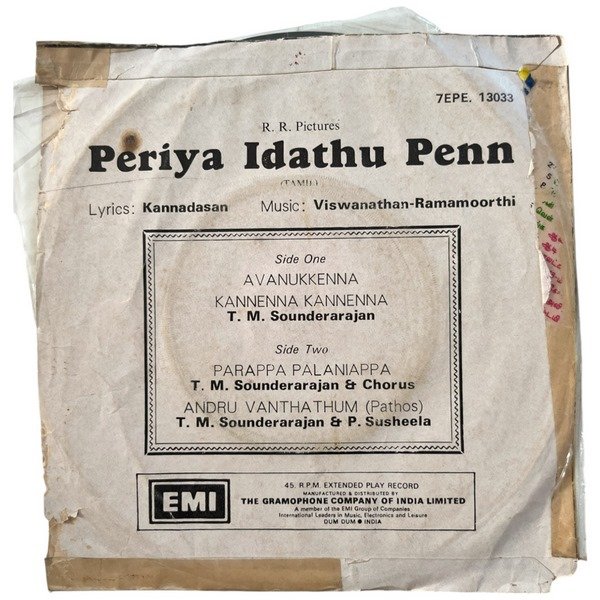 7EPE. 13033
R. R. Pictures
Periya Idathu Penn
(TAMIL)
Lyrics: Kannadasan Music: Viswanathan-Ramamoorthi
Side One
AVANUKKENNA
KANNENNA KANNENNA
T. M. Sounderarajan
Side Two
PARAPPA PALANIAPPA
T. M. Sounderarajan & Chorus
ANDRU VANTHATHUM (Pathos)
T. M. Sounderarajan & P. Susheela
EMI
45. R.P.M EXTENDED PLAY RECORD
MANUFACTURED & DISTRIBUTED BY
THE GRAMOPHONE COMPANY OF INDIA LIMITED
A member of the EMI Group of Companies
International Leaders in Music, Electronics and Leisure
DUM DUM ● INDIA